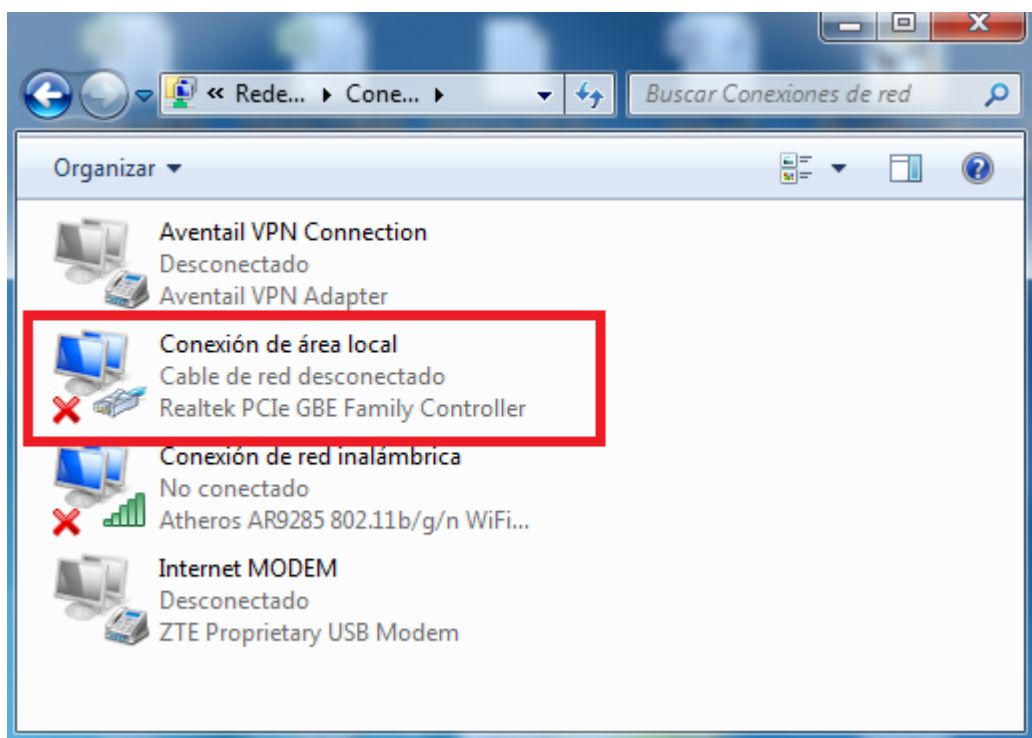 « Rede... Cone...
Buscar Conexiones de red
Organizar
Aventail VPN Connection
Desconectado
Aventail VPN Adapter
Conexión de área local
Cable de red desconectado
Realtek PCIe GBE Family Controller
Conexión de red inalámbrica
No conectado
Atheros AR9285 802.11b/g/n WiFi...
Internet MODEM
Desconectado
ZTE Proprietary USB Modem